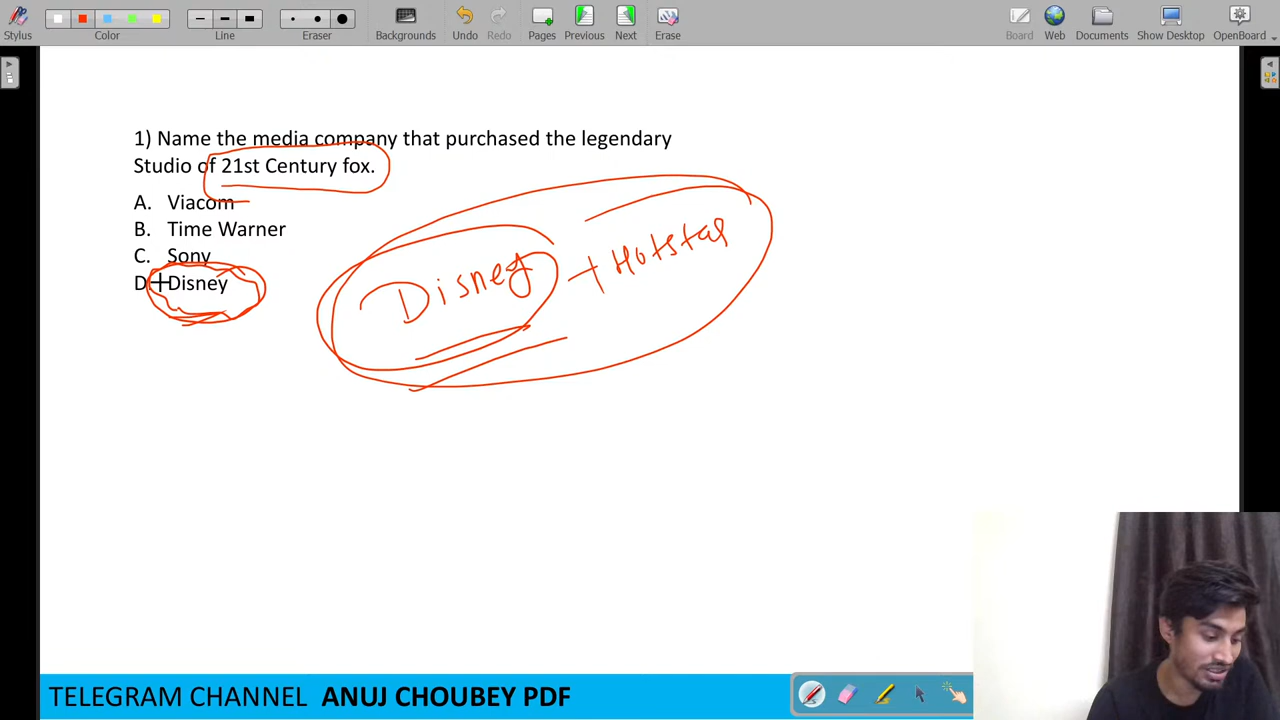 Stylus
Color
Line
Eraser
Backgrounds
Undo
Redo
Pages
Previous
Next
Erase
Board
Web
Documents
Show Desktop
OpenBoard
1) Name the media company that purchased the legendary
Studio of 21st Century fox.
A. Viacom
B. Time Warner
C. Sony
D Disney
Disney + Hotstar
TELEGRAM CHANNEL ANUJ CHOUBEY PDF